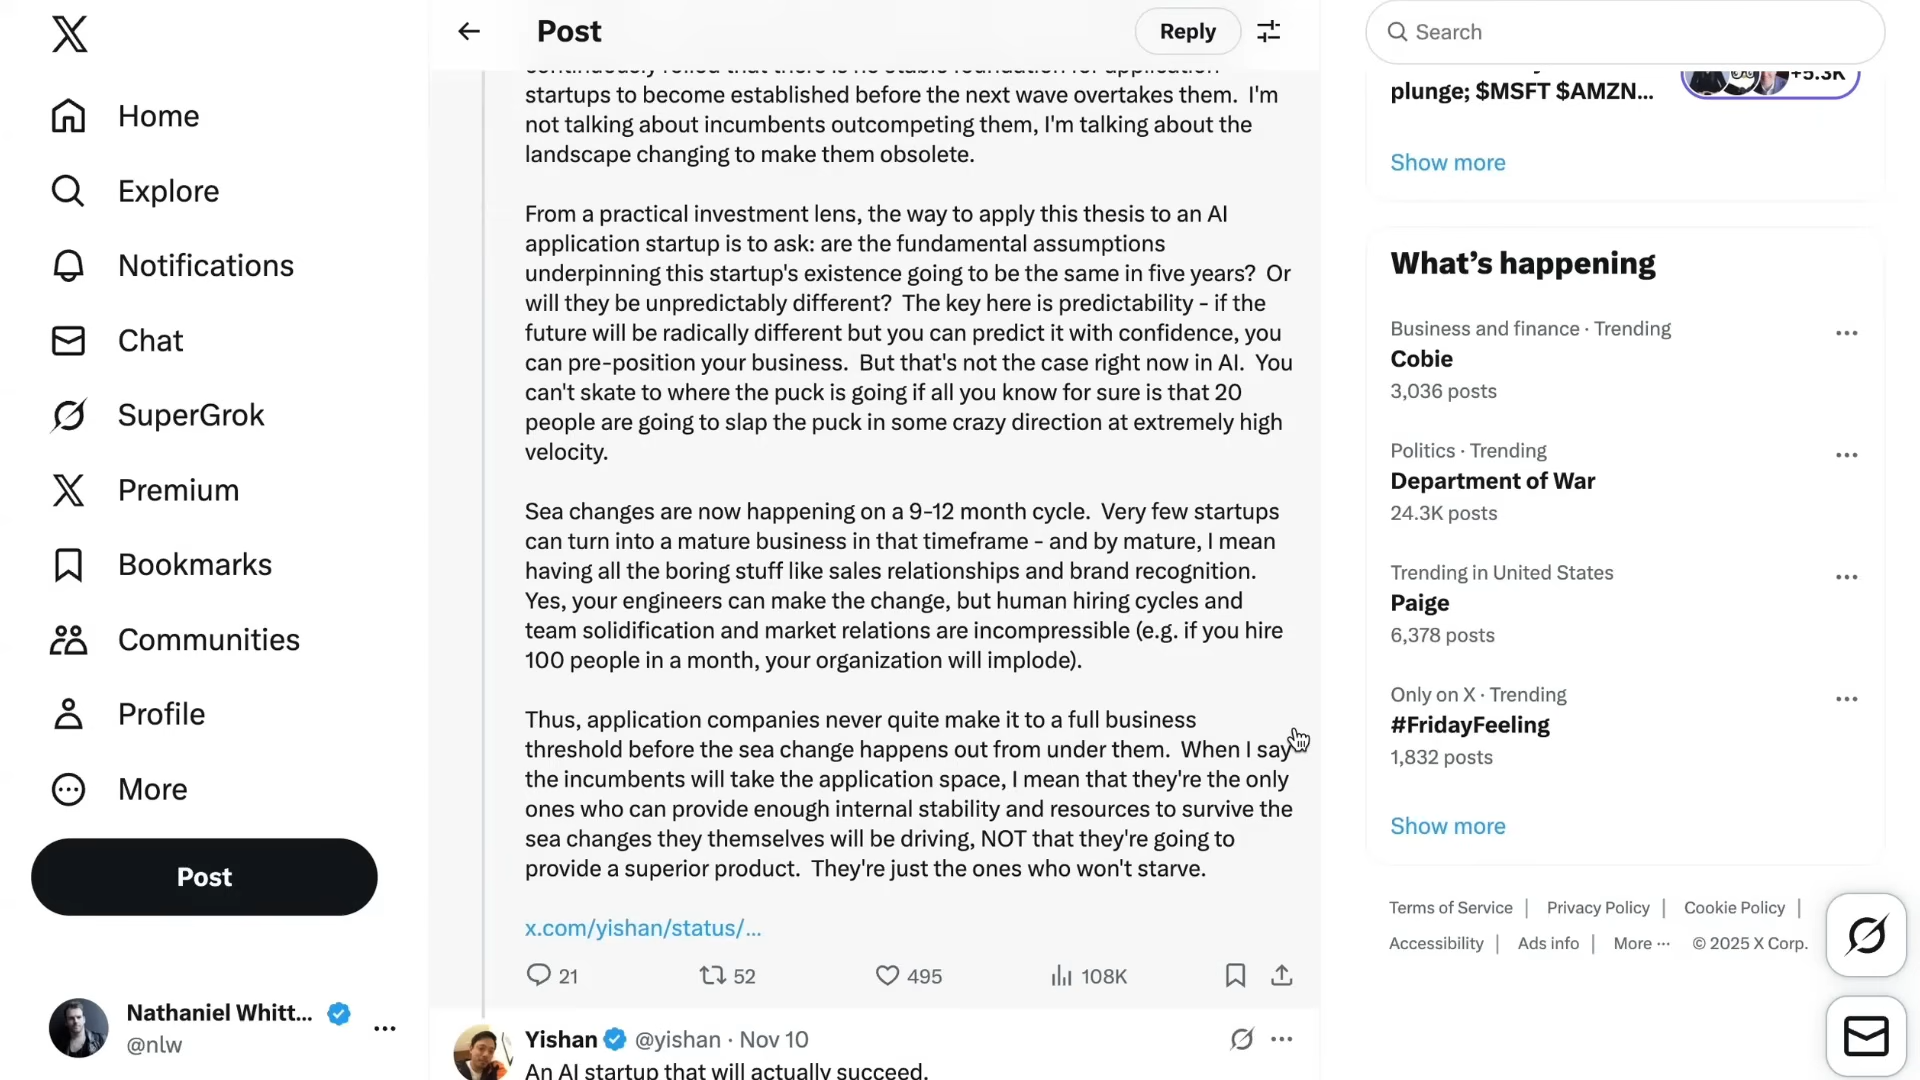 Home
Explore
Notifications
Chat
SuperGrok
Premium
Bookmarks
Communities
Profile
More
Post
Nathaniel Whitt...
@nlw
Post
Reply
startups to become established before the next wave overtakes them.  I'm
not talking about incumbents outcompeting them, I'm talking about the
landscape changing to make them obsolete.
From a practical investment lens, the way to apply this thesis to an AI
application startup is to ask: are the fundamental assumptions
underpinning this startup's existence going to be the same in five years?  Or
will they be unpredictably different?  The key here is predictability - if the
future will be radically different but you can predict it with confidence, you
can pre-position your business.  But that's not the case right now in AI.  You
can't skate to where the puck is going if all you know for sure is that 20
people are going to slap the puck in some crazy direction at extremely high
velocity.
Sea changes are now happening on a 9-12 month cycle.  Very few startups
can turn into a mature business in that timeframe - and by mature, I mean
having all the boring stuff like sales relationships and brand recognition.
Yes, your engineers can make the change, but human hiring cycles and
team solidification and market relations are incompressible (e.g. if you hire
100 people in a month, your organization will implode).
Thus, application companies never quite make it to a full business
threshold before the sea change happens out from under them.  When I say
the incumbents will take the application space, I mean that they're the only
ones who can provide enough internal stability and resources to survive the
sea changes they themselves will be driving, NOT that they're going to
provide a superior product.  They're just the ones who won't starve.
x.com/yishan/status/...
21 52 495 108K
Yishan @yishan · Nov 10
An AI startup that will actually succeed.
Search
plunge; $MSFT $AMZN...
+5.3K
Show more
What's happening
Business and finance · Trending
Cobie
3,036 posts
Politics · Trending
Department of War
24.3K posts
Trending in United States
Paige
6,378 posts
Only on X · Trending
#FridayFeeling
1,832 posts
Show more
Terms of Service | Privacy Policy | Cookie Policy |
Accessibility | Ads info | More ··· © 2025 X Corp.